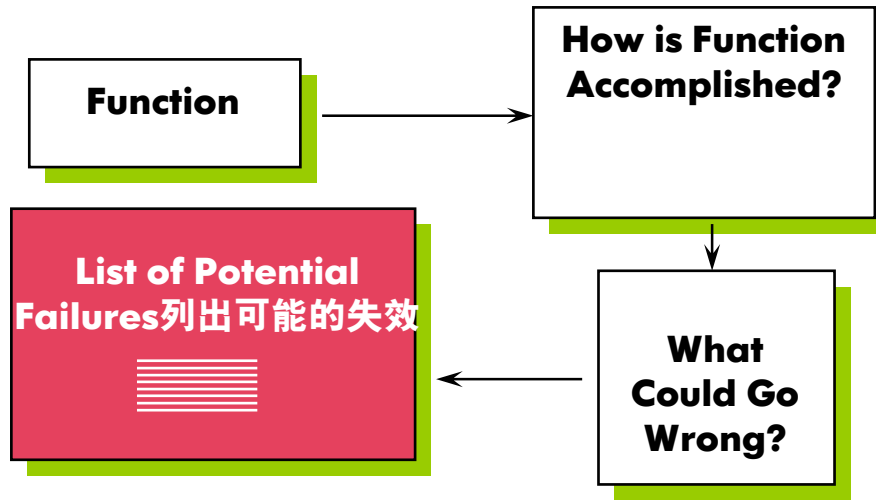 Function
How is Function
Accomplished?
What
Could Go
Wrong?
List of Potential
Failures列出可能的失效